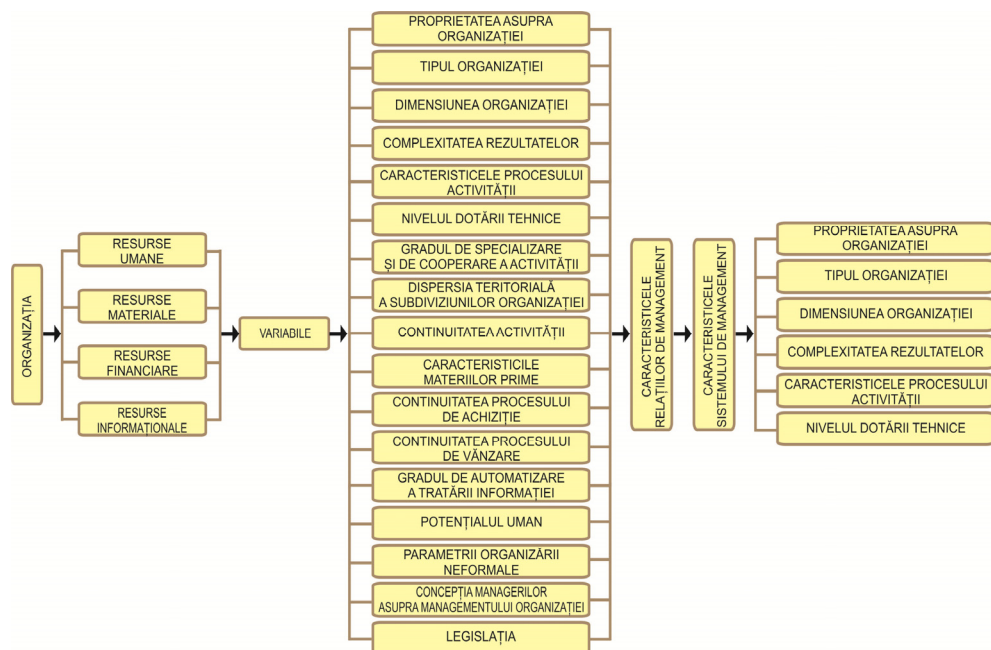 ORGANIZAȚIA
RESURSE
UMANE
RESURSE
MATERIALE
RESURSE
FINANCIARE
RESURSE
INFORMAȚIONALE
VARIABILE
PROPRIETATEA ASUPRA
ORGANIZAȚIEI
TIPUL ORGANIZAȚIEI
DIMENSIUNEA ORGANIZAȚIEI
COMPLEXITATEA REZULTATELOR
CARACTERISTICELE PROCESULUI
ACTIVITĂȚII
NIVELUL DOTĂRII TEHNICE
GRADUL DE SPECIALIZARE
ȘI DE COOPERARE A ACTIVITĂȚII
DISPERSIA TERITORIALĂ
A SUBDIVIZIUNILOR ORGANIZAȚIEI
CONTINUITATEA ACTIVITĂȚII
CARACTERISTICILE
MATERIILOR PRIME
CONTINUITATEA PROCESULUI
DE ACHIZIȚIE
CONTINUITATEA PROCESULUI
DE VÂNZARE
GRADUL DE AUTOMATIZARE
A TRATĂRII INFORMAȚIEI
POTENȚIALUL UMAN
PARAMETRII ORGANIZĂRII
NEFORMALE
CONCEPȚIA MANAGERILOR
ASUPRA MANAGEMENTULUI ORGANIZAȚIEI
LEGISLAȚIA
CARACTERISTICELE
RELAȚIILOR DE MANAGEMENT
CARACTERISTICELE
SISTEMULUI DE MANAGEMENT
PROPRIETATEA ASUPRA
ORGANIZAȚIEI
TIPUL ORGANIZAȚIEI
DIMENSIUNEA ORGANIZAȚIEI
COMPLEXITATEA REZULTATELOR
CARACTERISTICELE PROCESULUI
ACTIVITĂȚII
NIVELUL DOTĂRII TEHNICE